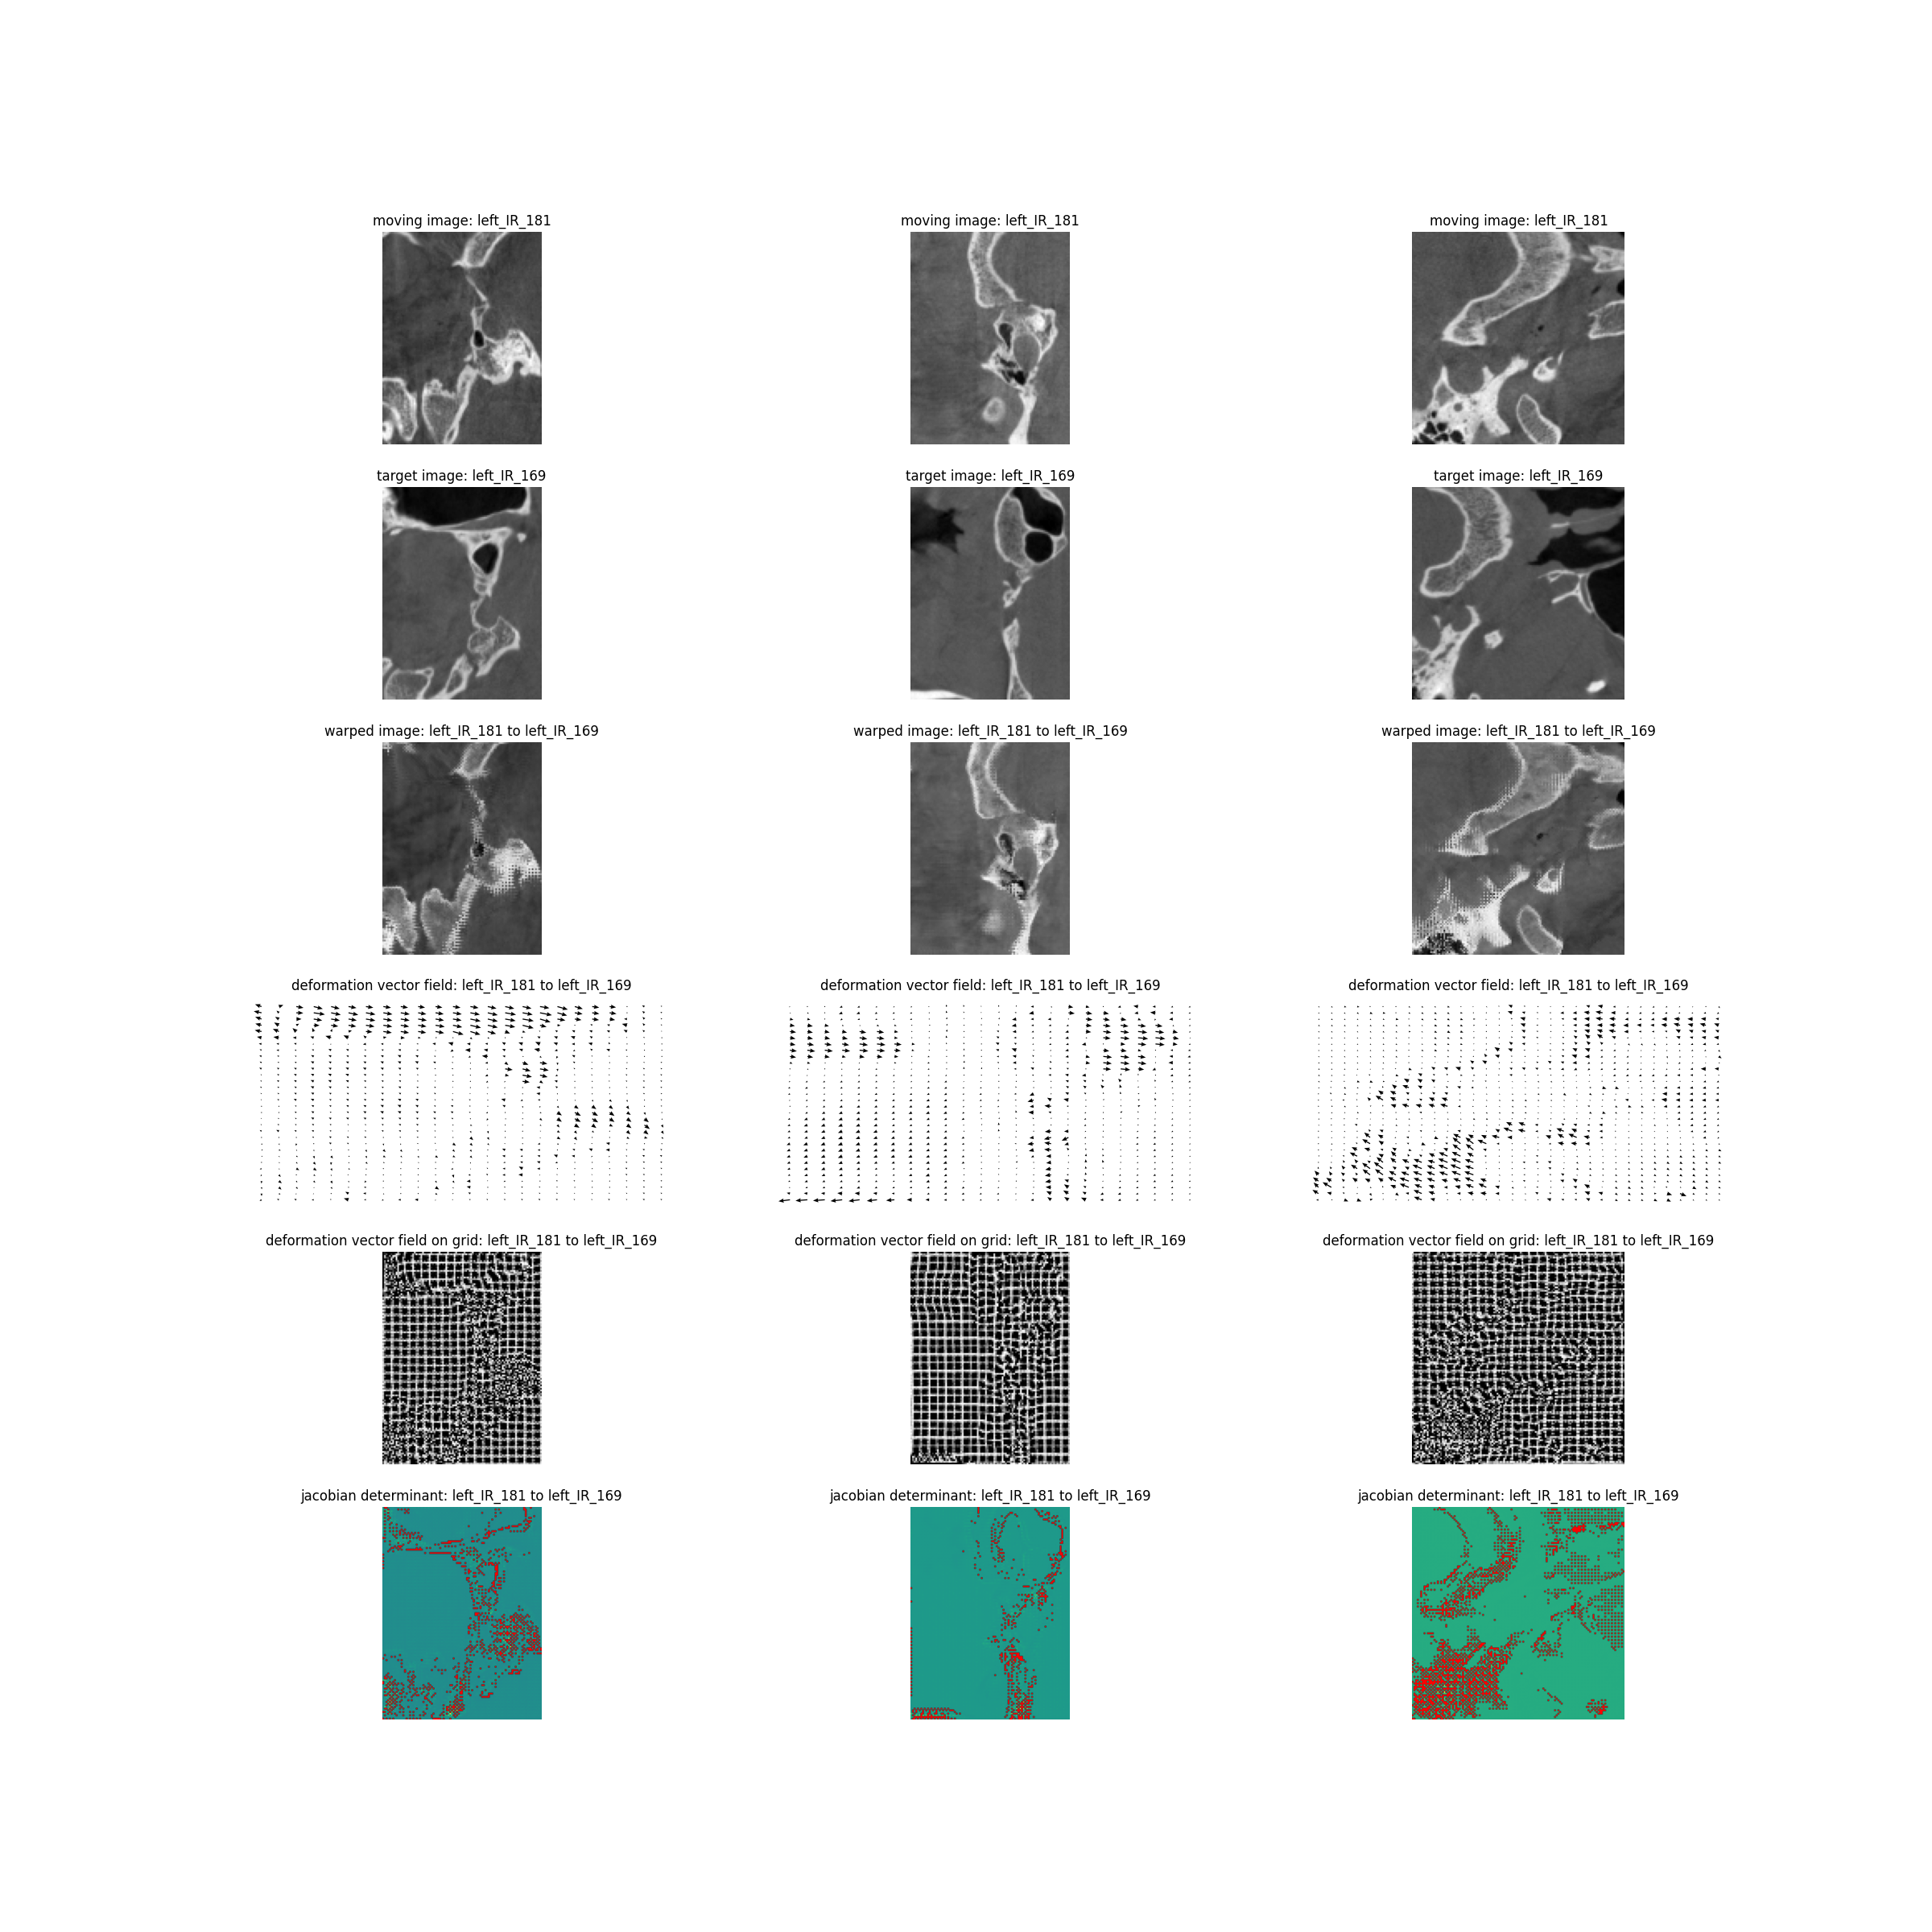 moving image: left_IR_181
moving image: left_IR_181
moving image: left_IR_181
target image: left_IR_169
target image: left_IR_169
target image: left_IR_169
warped image: left_IR_181 to left_IR_169
warped image: left_IR_181 to left_IR_169
warped image: left_IR_181 to left_IR_169
deformation vector field: left_IR_181 to left_IR_169
deformation vector field: left_IR_181 to left_IR_169
deformation vector field: left_IR_181 to left_IR_169
deformation vector field on grid: left_IR_181 to left_IR_169
deformation vector field on grid: left_IR_181 to left_IR_169
deformation vector field on grid: left_IR_181 to left_IR_169
jacobian determinant: left_IR_181 to left_IR_169
jacobian determinant: left_IR_181 to left_IR_169
jacobian determinant: left_IR_181 to left_IR_169